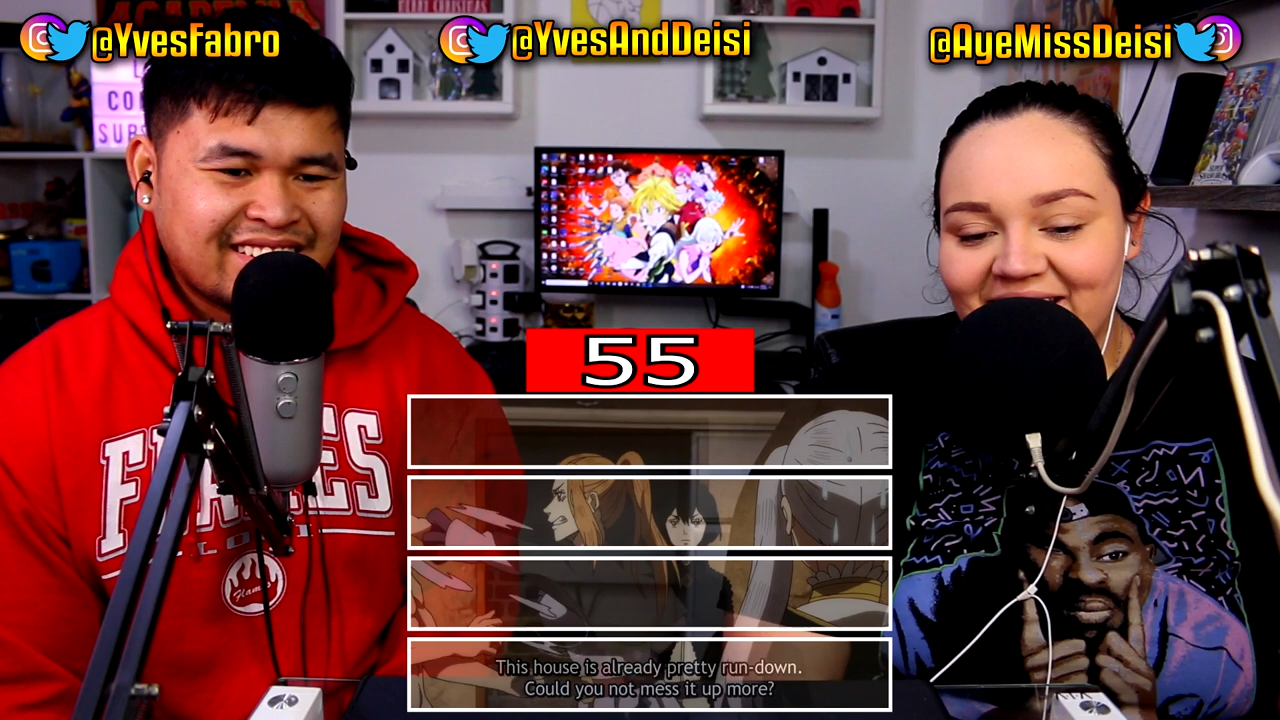 @YvesFabro
@YvesAndDeisi
@AyeMissDeisi
55
This house is already pretty run-down.
Could you not mess it up more?